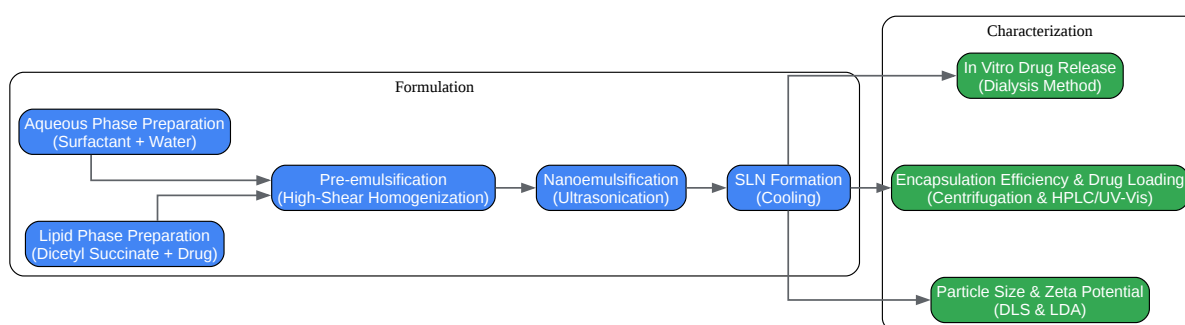 Formulation
Aqueous Phase Preparation
(Surfactant + Water)
Lipid Phase Preparation
(Dicetyl Succinate + Drug)
Pre-emulsification
(High-Shear Homogenization)
Nanoemulsification
(Ultrasonication)
SLN Formation
(Cooling)
Characterization
In Vitro Drug Release
(Dialysis Method)
Encapsulation Efficiency & Drug Loading
(Centrifugation & HPLC/UV-Vis)
Particle Size & Zeta Potential
(DLS & LDA)